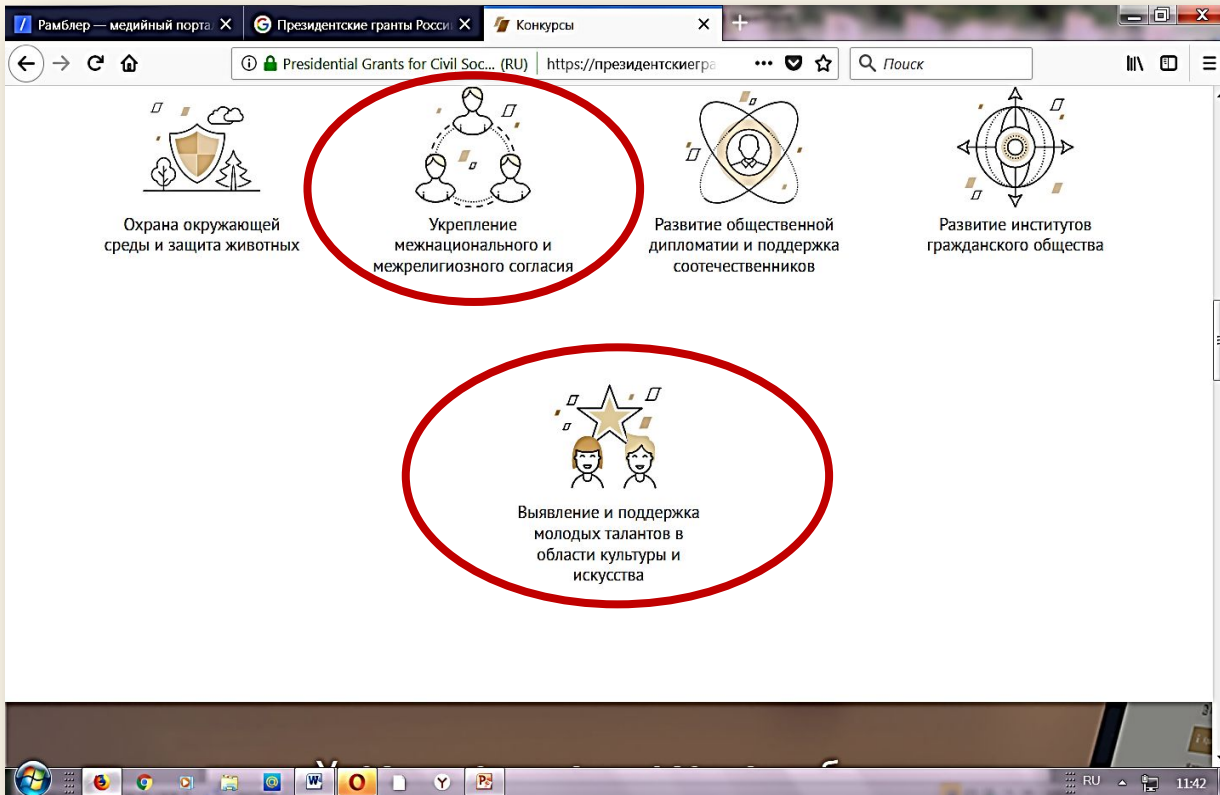 Рамблер — медийный порта
Президентские гранты Росси
Конкурсы
Presidential Grants for Civil Soc... (RU)
https://президентскиегра
Поиск
Охрана окружающей
среды и защита животных
Укрепление
межнационального и
межрелигиозного согласия
Развитие общественной
дипломатии и поддержка
соотечественников
Развитие институтов
гражданского общества
Выявление и поддержка
молодых талантов в
области культуры и
искусства
RU
11:42